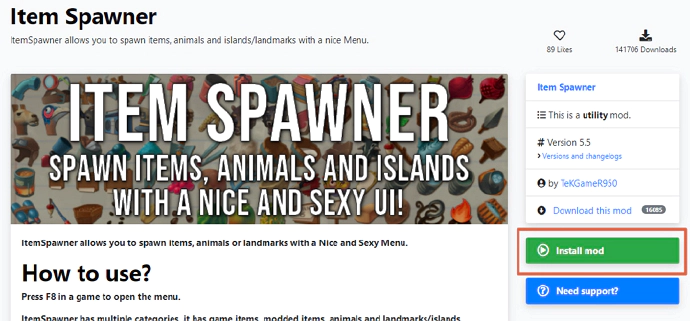 Item Spawner
ItemSpawner allows you to spawn items, animals and islands/landmarks with a nice Menu.
89 Likes
141706 Downloads
ITEM SPAWNER
SPAWN ITEMS, ANIMALS AND ISLANDS
WITH A NICE AND SEXY UI!
ItemSpawner allows you to spawn items, animals or landmarks with a Nice and Sexy Menu.
How to use?
Press F8 in a game to open the menu.
ItemSpawner has multiple categories, it has game items, modded items, animals and landmarks/islands
Item Spawner
This is a utility mod.
# Version 5.5
> Versions and changelogs
by TeKGameR950
Download this mod 16085
Install mod
Need support?